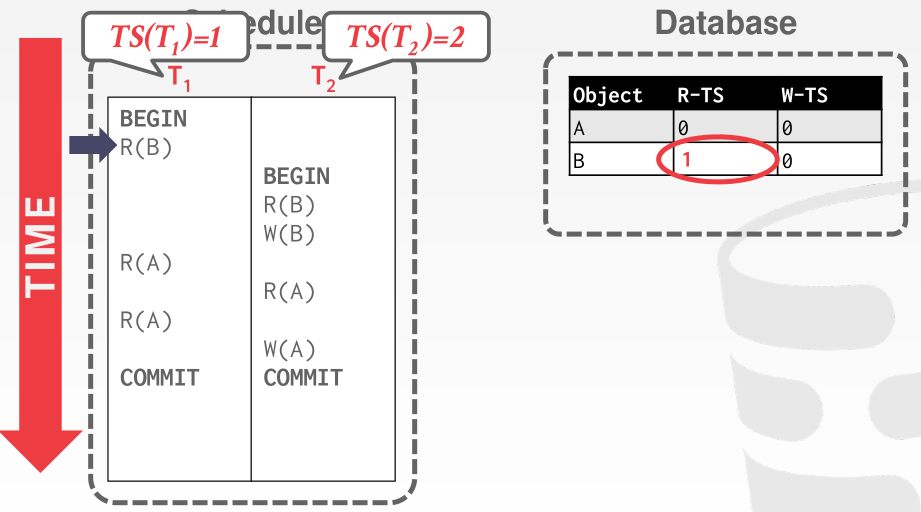 Schedule
Database
TS(T1)=1
TS(T2)=2
T1
T2
TIME
BEGIN
R(B)
BEGIN
R(B)
W(B)
R(A)
R(A)
R(A)
W(A)
COMMIT COMMIT
Object R-TS W-TS
A 0 0
B 1 0